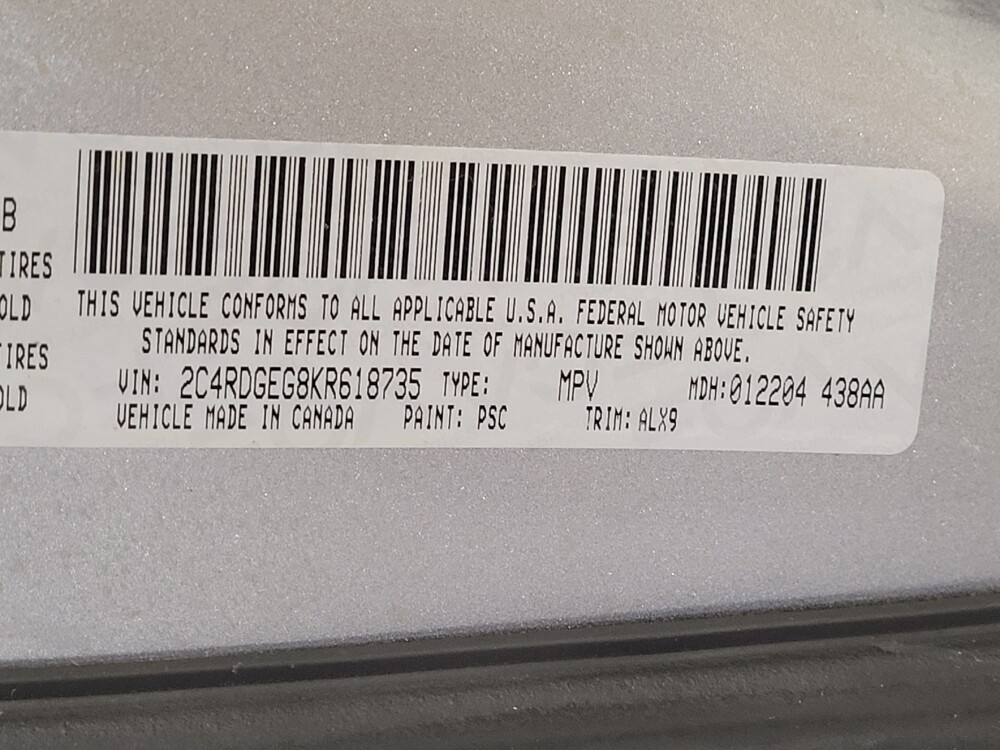 B
TIRES
THIS VEHICLE CONFORMS TO ALL APPLICABLE U.S.A. FEDERAL MOTOR VEHICLE SAFETY
OLD
STANDARDS IN EFFECT ON THE DATE OF MANUFACTURE SHOWN ABOVE.
TIRES
VIN: 2C4RDGEG8KR618735 TYPE: MPV MDH:012204 438AA
OLD
VEHICLE MADE IN CANADA PAINT: PSC TRIM: ALX9